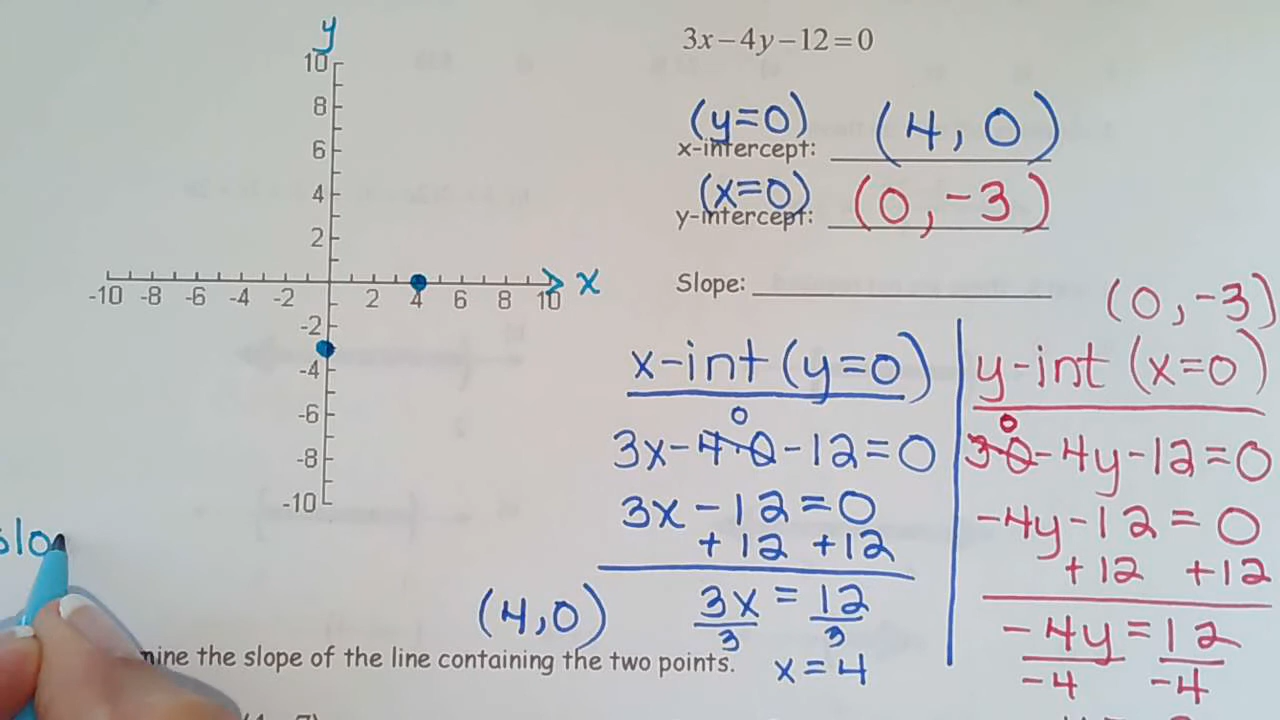 y
10
8
6
4
2
-10 -8 -6 -4 -2 2 4 6 8 10 x
-2
-4
-6
-8
-10
3x-4y-12=0
(y=0)
x-intercept: (4, 0)
(x=0)
y-intercept: (0, -3)
Slope:
x-int (y=0)
0
3x-4·0-12=0
3x-12=0
+12 +12
3x = 12
3 3
x=4
(4,0)
(0, -3)
y-int (x=0)
0
3·0-4y-12=0
-4y-12=0
+12 +12
-4y=12
-4 -4
slo
mine the slope of the line containing the two points.